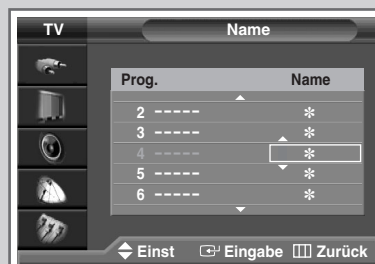 TV Name
Prog. Name
2 ----- ✻
3 ----- ✻
4 ----- ✻
5 ----- ✻
6 ----- ✻
Einst Eingabe Zurück